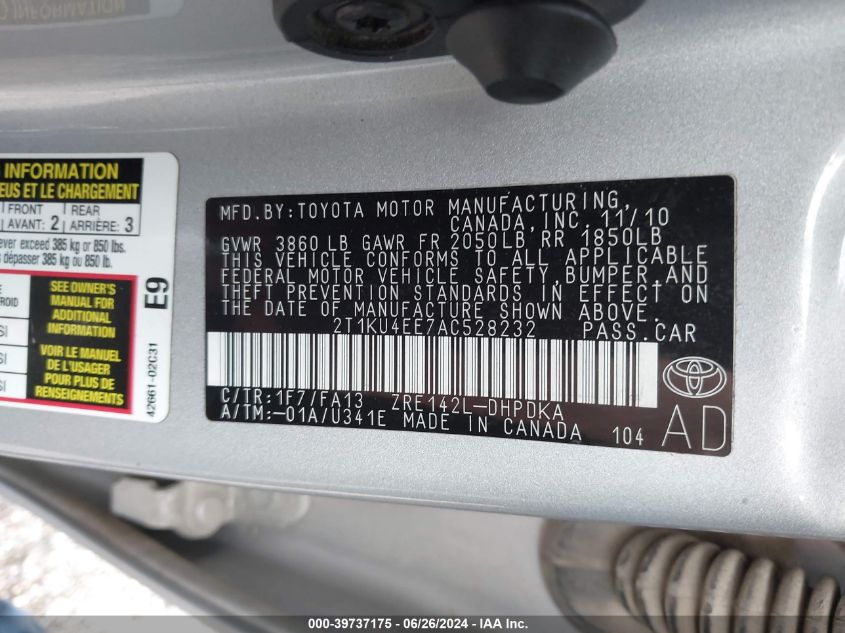 INFORMATION
INFORMATION
EUS ET LE CHARGEMENT
FRONT REAR
AVANT: 2 ARRIÈRE: 3
ever exceed 385 kg or 850 lbs.
s dépasser 385 kg ou 850 lb.
SEE OWNER'S
MANUAL FOR
ADDITIONAL
INFORMATION
VOIR LE MANUEL
DE L'USAGER
POUR PLUS DE
RENSEIGNEMENTS
E9
42661-02C31
MFD.BY:TOYOTA MOTOR MANUFACTURING,
CANADA, INC. 11/10
GVWR 3860 LB GAWR FR 2050LB RR 1850LB
THIS VEHICLE CONFORMS TO ALL APPLICABLE
FEDERAL MOTOR VEHICLE SAFETY, BUMPER, AND
THEFT PREVENTION STANDARDS IN EFFECT ON
THE DATE OF MANUFACTURE SHOWN ABOVE.
2T1KU4EE7AC528232 PASS.CAR
C/TR:1F7/FA13 ZRE142L-DHPDKA
A/TM:-01A/U341E MADE IN CANADA 104
AD
000-39737175 | 06/26/2024 - IAA Inc.